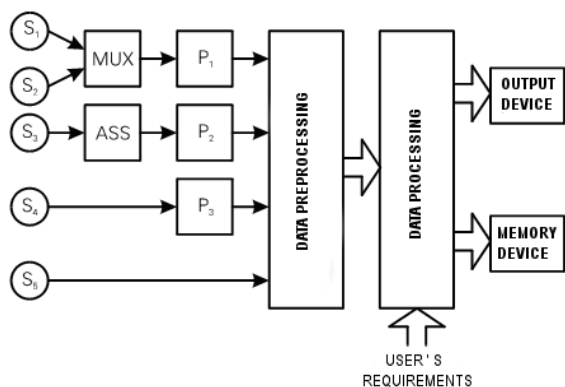 S₁
MUX
P₁
S₂
S₃
ASS
P₂
S₄
P₃
S₅
DATA PREPROCESSING
DATA PROCESSING
OUTPUT
DEVICE
MEMORY
DEVICE
USER'S
REQUIREMENTS